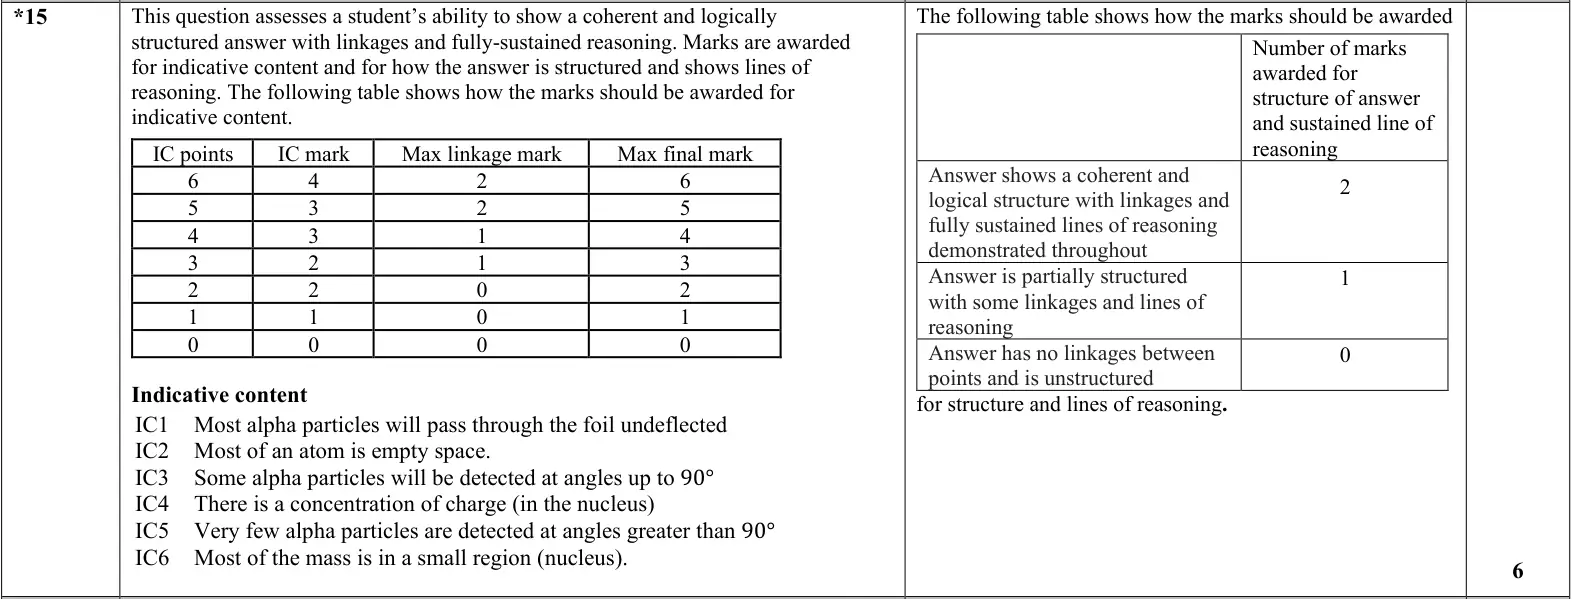 *15
This question assesses a student’s ability to show a coherent and logically
structured answer with linkages and fully-sustained reasoning. Marks are awarded
for indicative content and for how the answer is structured and shows lines of
reasoning. The following table shows how the marks should be awarded for
indicative content.
IC points IC mark Max linkage mark Max final mark
6 4 2 6
5 3 2 5
4 3 1 4
3 2 1 3
2 2 0 2
1 1 0 1
0 0 0 0
Indicative content
IC1 Most alpha particles will pass through the foil undeflected
IC2 Most of an atom is empty space.
IC3 Some alpha particles will be detected at angles up to 90°
IC4 There is a concentration of charge (in the nucleus)
IC5 Very few alpha particles are detected at angles greater than 90°
IC6 Most of the mass is in a small region (nucleus).
The following table shows how the marks should be awarded
Number of marks
awarded for
structure of answer
and sustained line of
reasoning
Answer shows a coherent and
logical structure with linkages and
fully sustained lines of reasoning
demonstrated throughout
2
Answer is partially structured
with some linkages and lines of
reasoning
1
Answer has no linkages between
points and is unstructured
0
for structure and lines of reasoning.
6